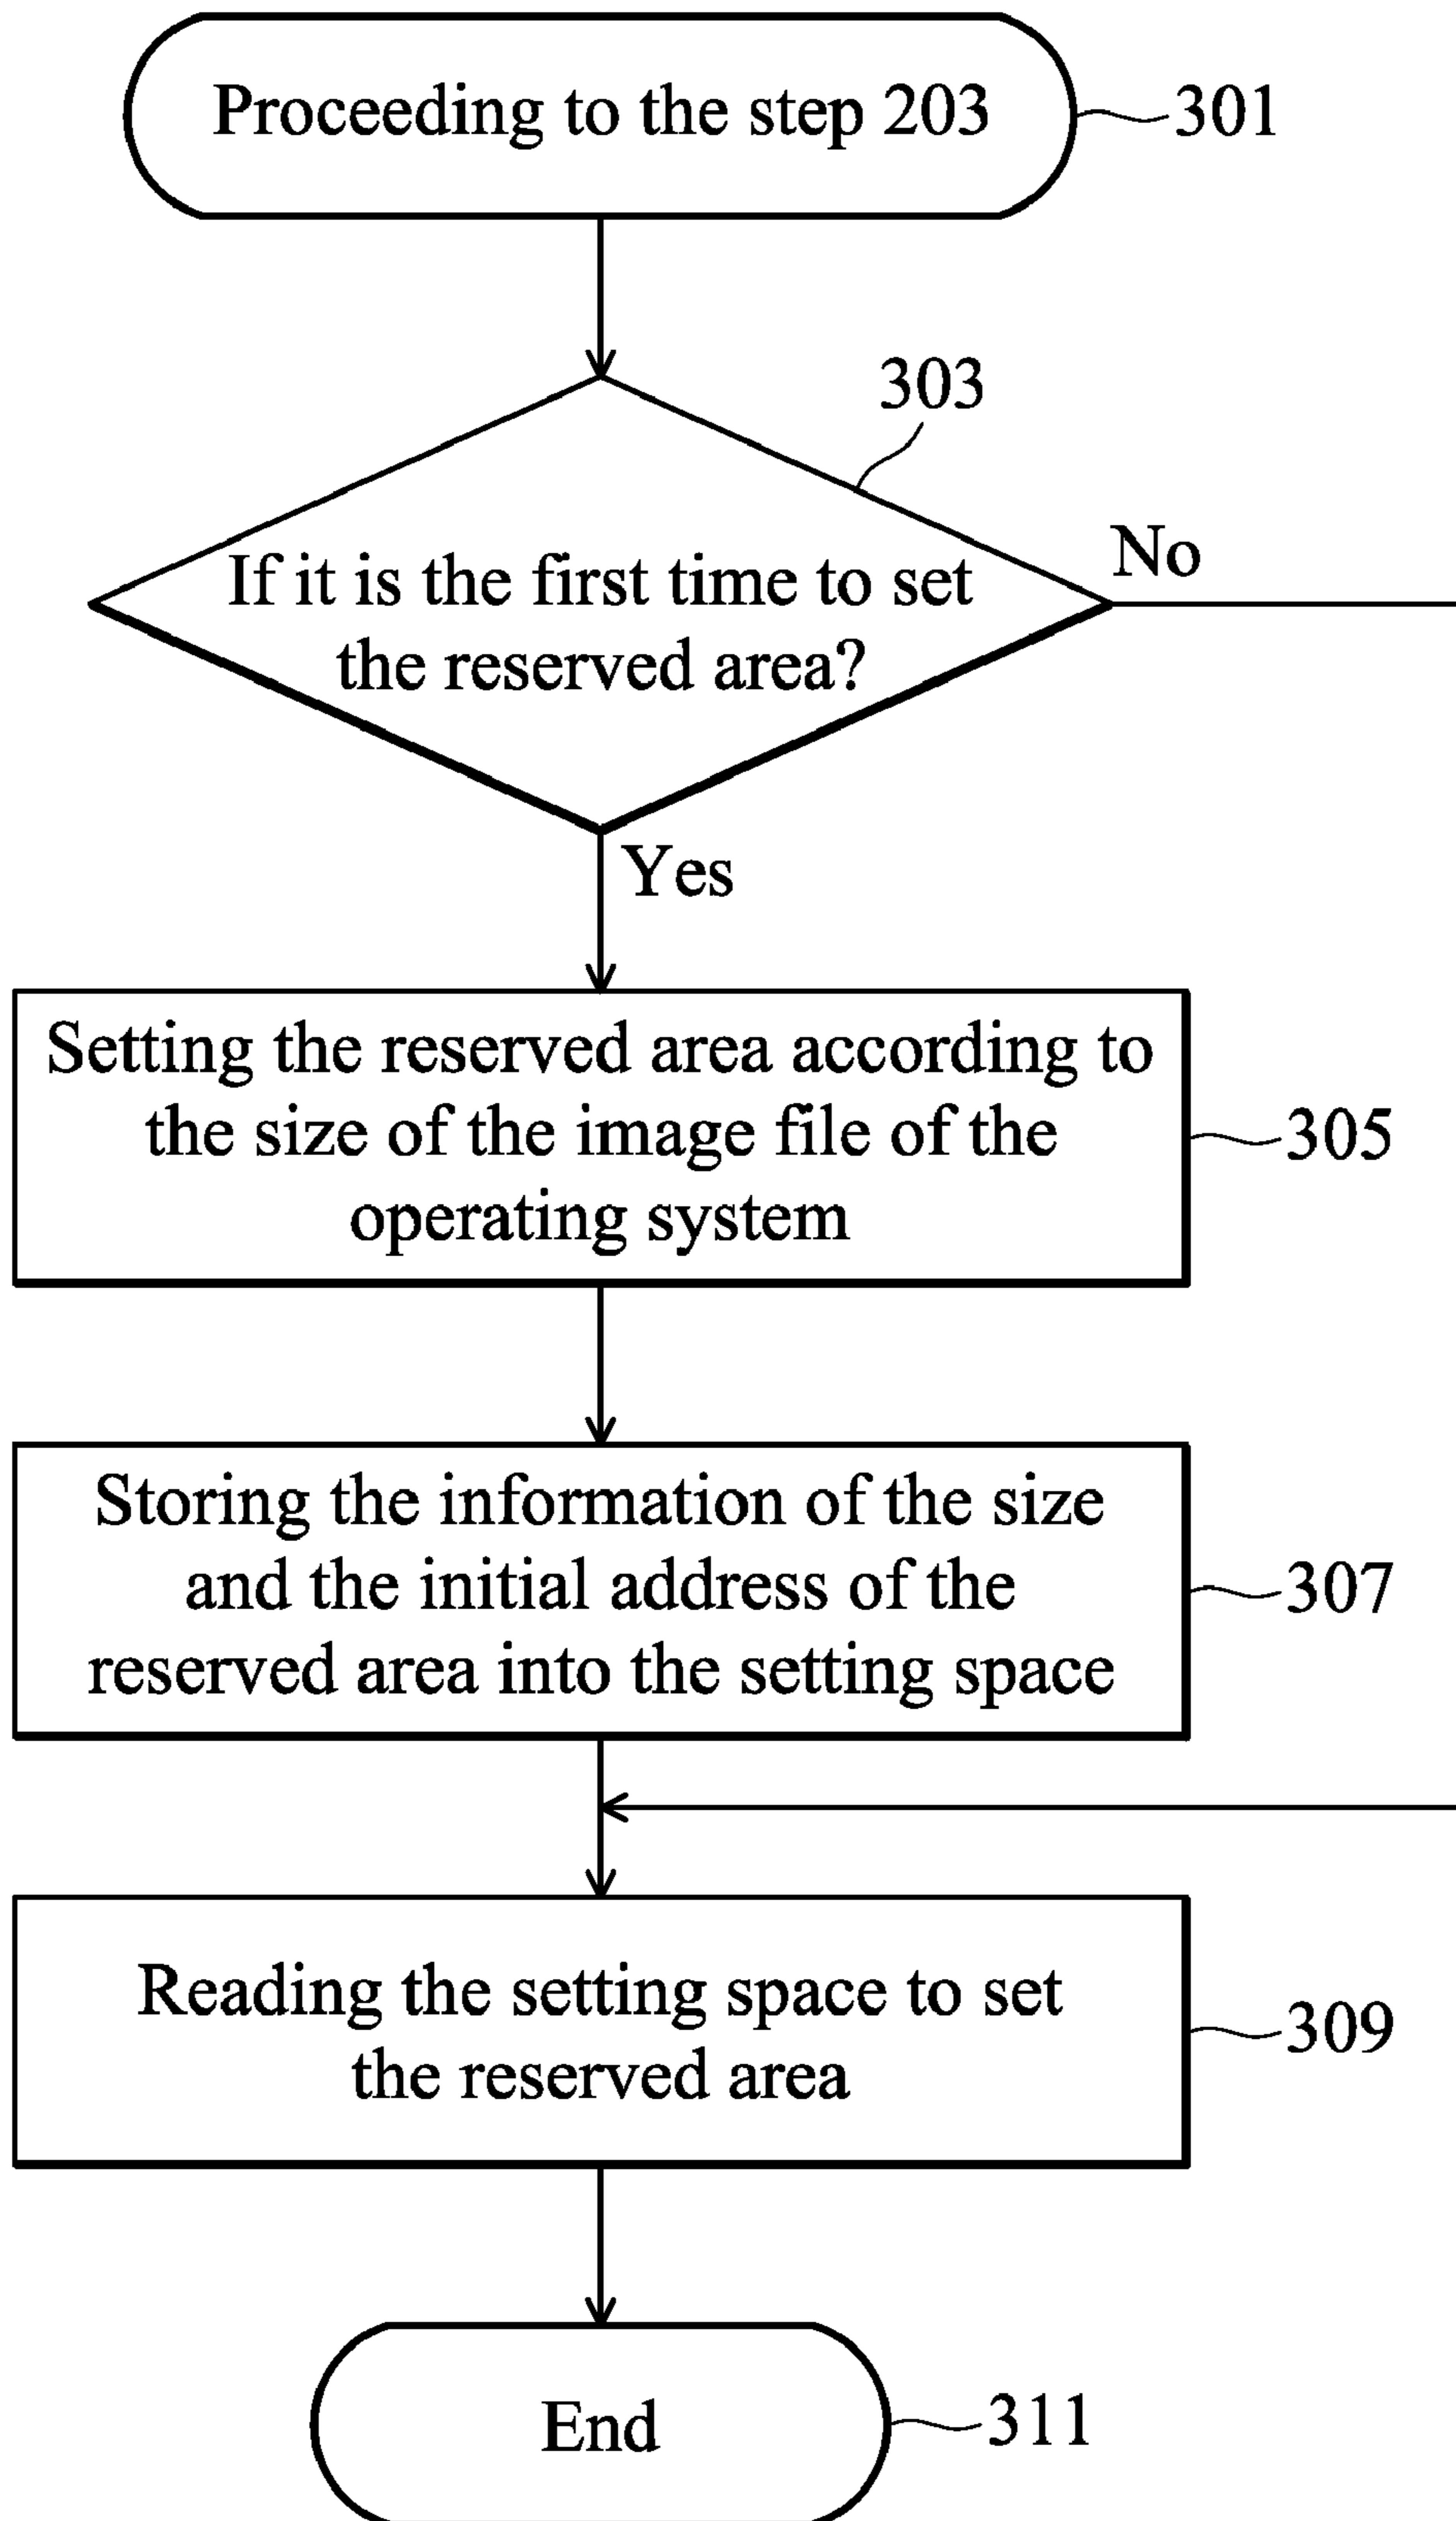 Proceeding to the step 203
301
303
If it is the first time to set
the reserved area?
No
Yes
Setting the reserved area according to
the size of the image file of the
operating system
305
Storing the information of the size
and the initial address of the
reserved area into the setting space
307
Reading the setting space to set
the reserved area
309
End
311